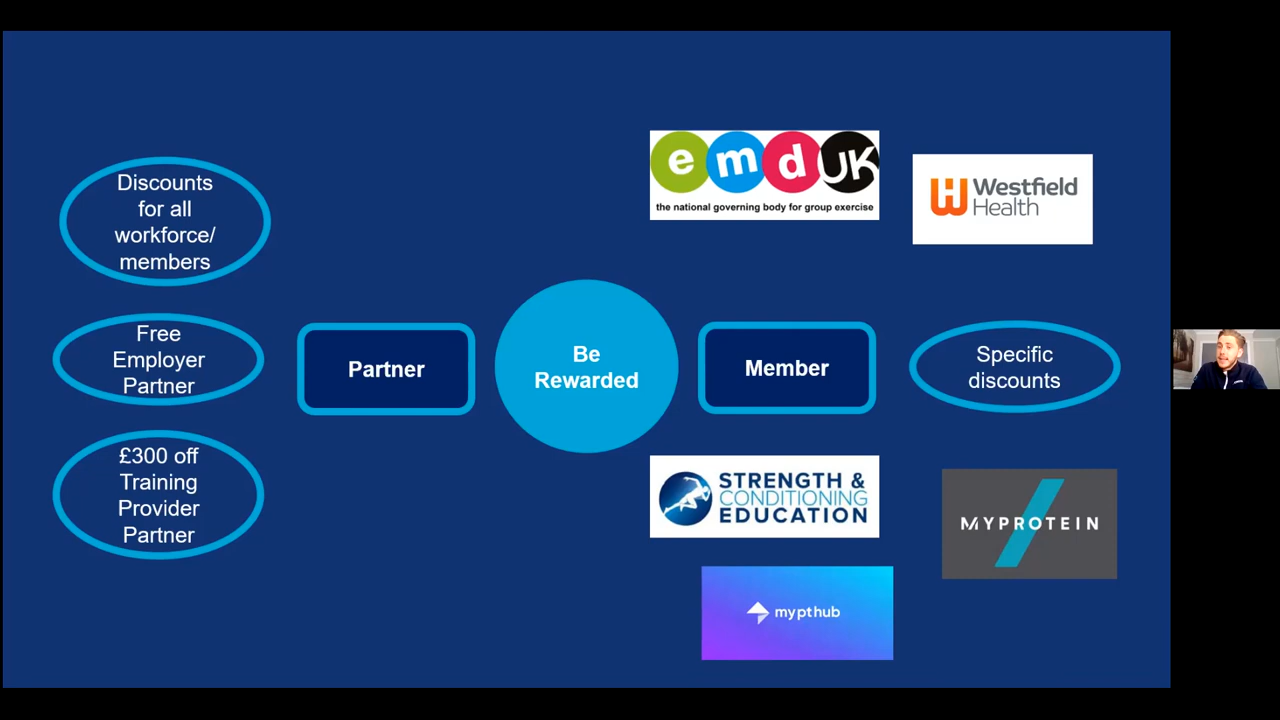 Discounts
for all
workforce/
members
Free
Employer
Partner
£300 off
Training
Provider
Partner
Partner
Be
Rewarded
Member
Specific
discounts
emdUK
the national governing body for group exercise
Westfield
Health
STRENGTH &
CONDITIONING
EDUCATION
MYPROTEIN
mypthub